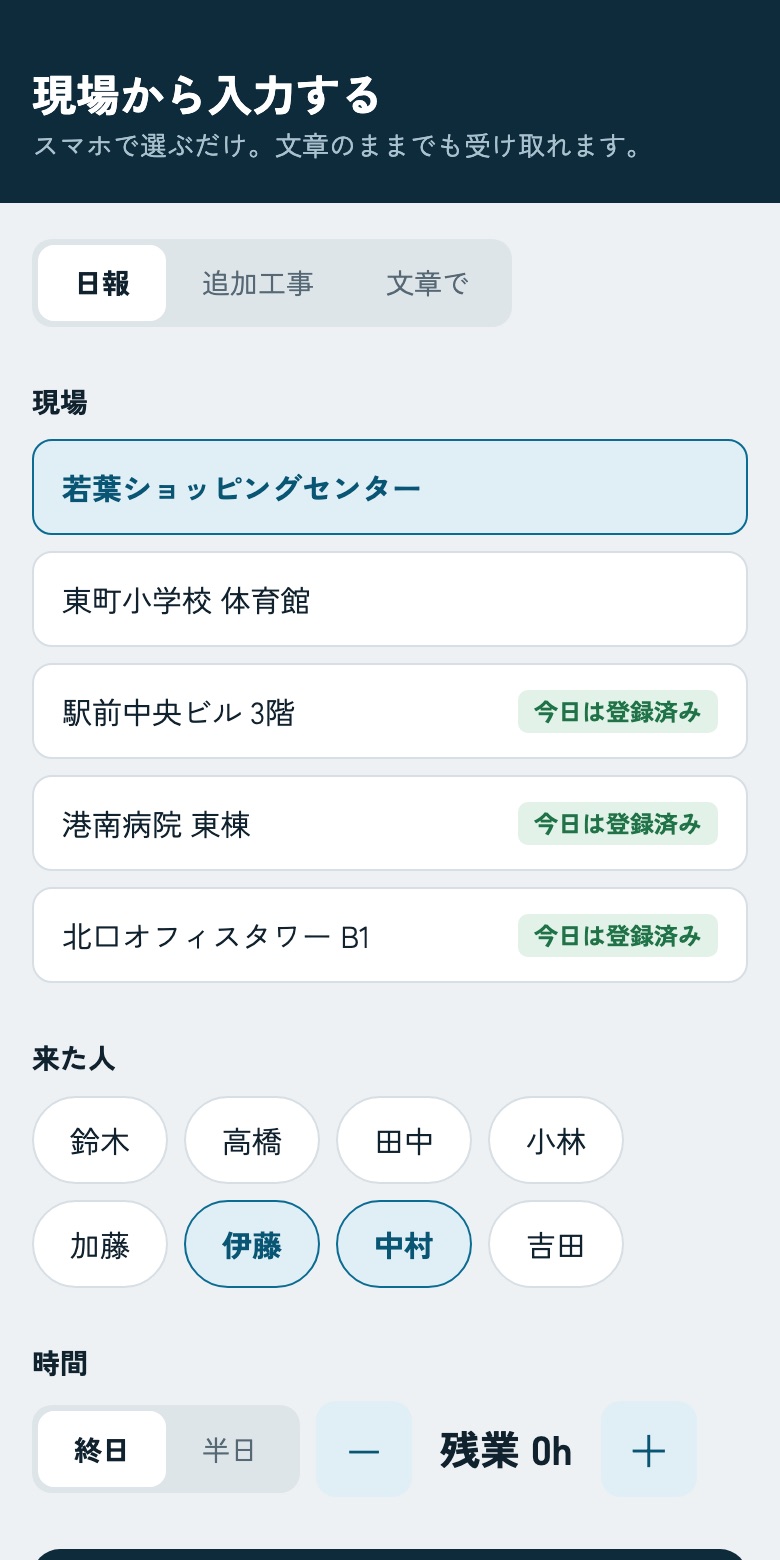 現場から入力する
スマホで選ぶだけ。文章のままでも受け取れます。
日報 追加工事 文章で
現場
若葉ショッピングセンター
東町小学校 体育館
駅前中央ビル 3階 今日は登録済み
港南病院 東棟 今日は登録済み
北口オフィスタワー B1 今日は登録済み
来た人
鈴木 高橋 田中 小林
加藤 伊藤 中村 吉田
時間
終日 半日 − 残業 0h ＋